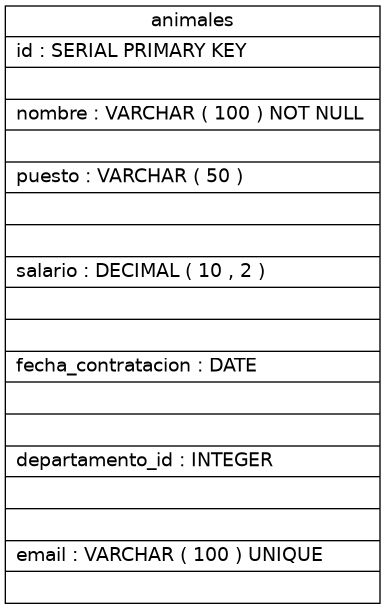 animales
id : SERIAL PRIMARY KEY
nombre : VARCHAR ( 100 ) NOT NULL
puesto : VARCHAR ( 50 )
salario : DECIMAL ( 10 , 2 )
fecha_contratacion : DATE
departamento_id : INTEGER
email : VARCHAR ( 100 ) UNIQUE